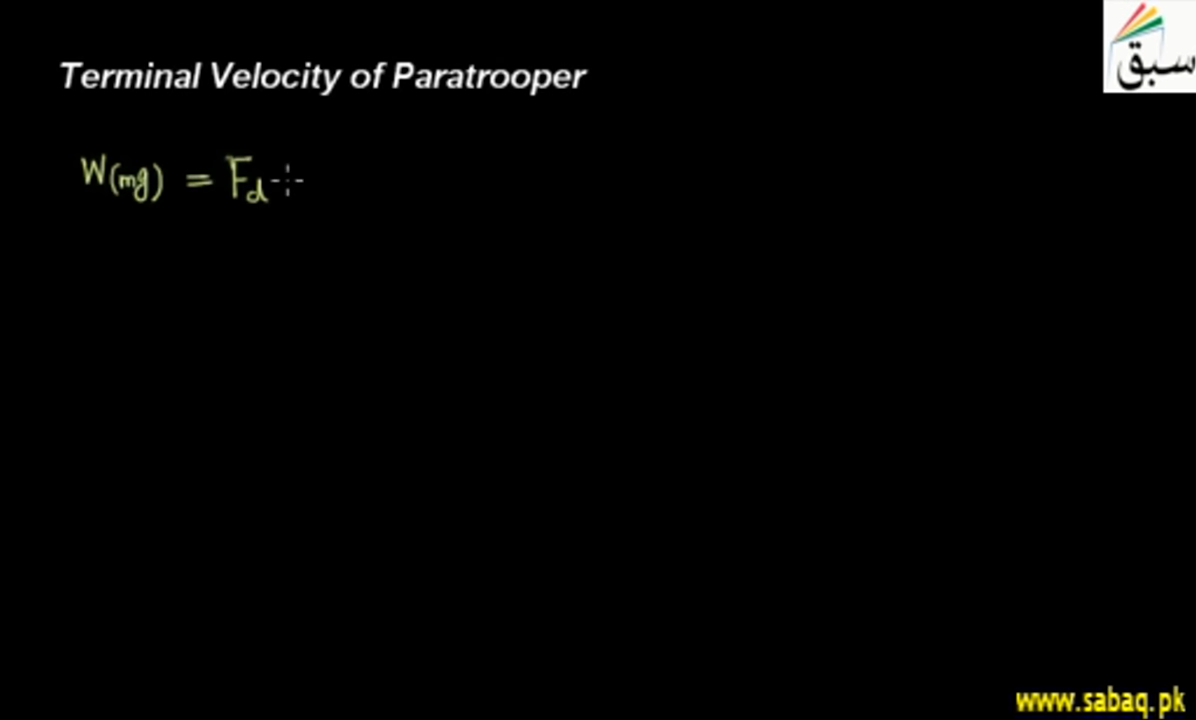 سبق
Terminal Velocity of Paratrooper
W(mg) = Fd
www.sabaq.pk